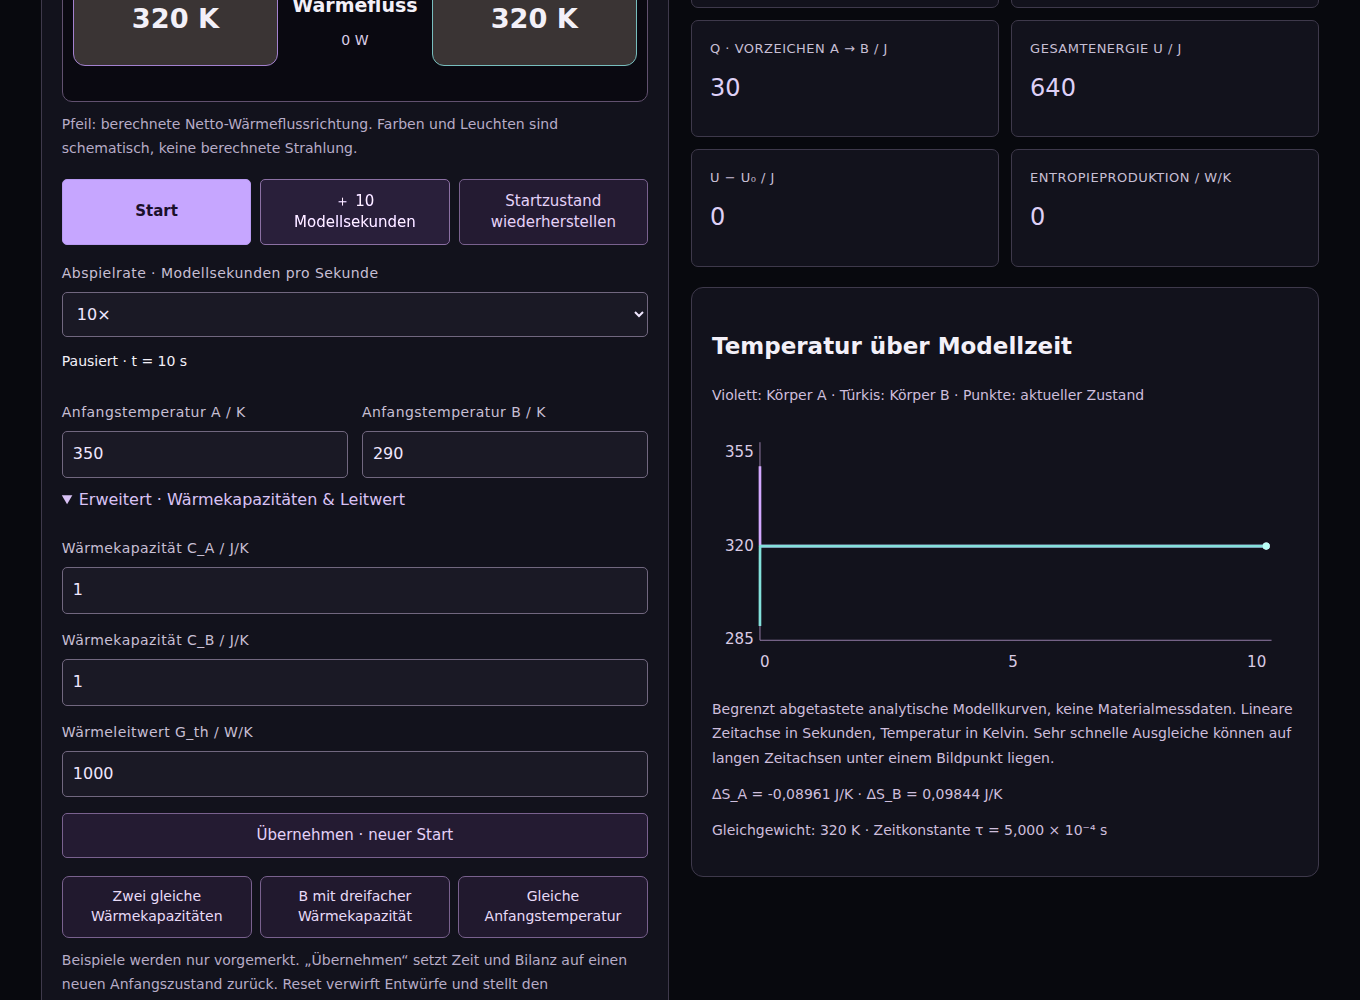 320 K
Wärmefluss
0 W
320 K
Pfeil: berechnete Netto-Wärmeflussrichtung. Farben und Leuchten sind
schematisch, keine berechnete Strahlung.
Start
+ 10
Modellsekunden
Startzustand
wiederherstellen
Abspielrate · Modellsekunden pro Sekunde
10×
Pausiert · t = 10 s
Anfangstemperatur A / K
Anfangstemperatur B / K
350
290
▼ Erweitert · Wärmekapazitäten & Leitwert
Wärmekapazität C_A / J/K
1
Wärmekapazität C_B / J/K
1
Wärmeleitwert G_th / W/K
1000
Übernehmen · neuer Start
Zwei gleiche
Wärmekapazitäten
B mit dreifacher
Wärmekapazität
Gleiche
Anfangstemperatur
Beispiele werden nur vorgemerkt. „Übernehmen“ setzt Zeit und Bilanz auf einen
neuen Anfangszustand zurück. Reset verwirft Entwürfe und stellt den
Q · VORZEICHEN A → B / J
30
GESAMTENERGIE U / J
640
U − U₀ / J
0
ENTROPIEPRODUKTION / W/K
0
Temperatur über Modellzeit
Violett: Körper A · Türkis: Körper B · Punkte: aktueller Zustand
355
320
285
0
5
10
Begrenzt abgetastete analytische Modellkurven, keine Materialmessdaten. Lineare
Zeitachse in Sekunden, Temperatur in Kelvin. Sehr schnelle Ausgleiche können auf
langen Zeitachsen unter einem Bildpunkt liegen.
ΔS_A = -0,08961 J/K · ΔS_B = 0,09844 J/K
Gleichgewicht: 320 K · Zeitkonstante τ = 5,000 × 10⁻⁴ s